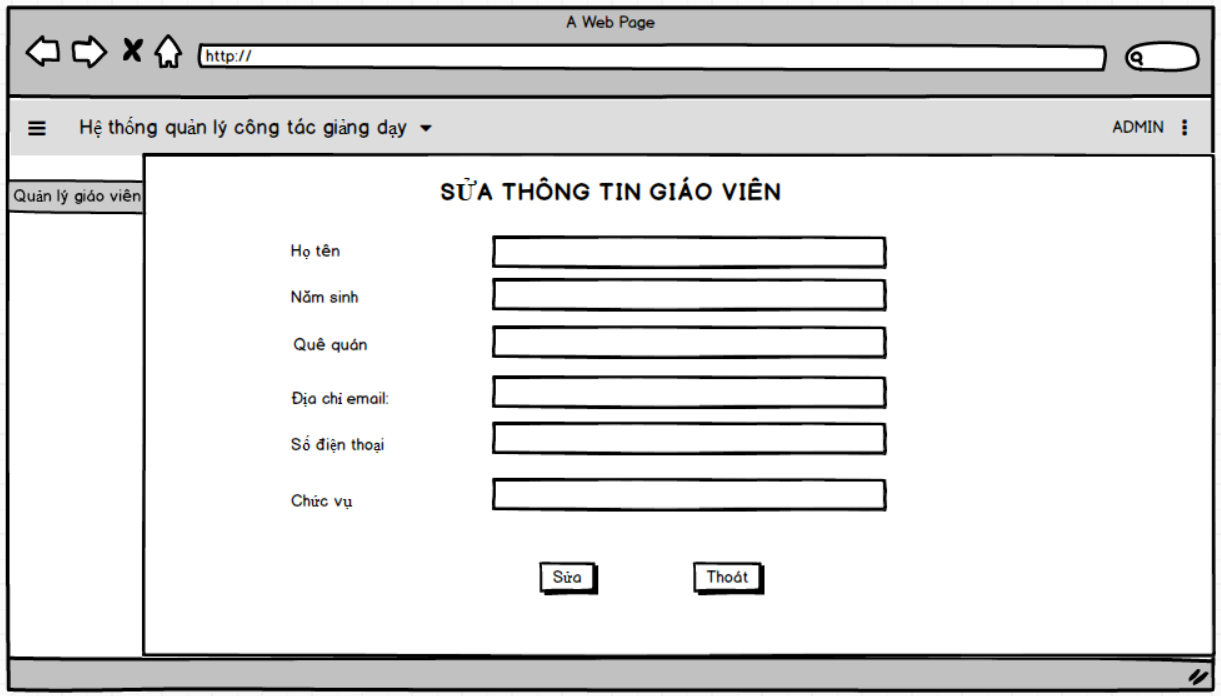 A Web Page
http://
Hệ thống quản lý công tác giảng dạy
ADMIN
Quản lý giáo viên
SỬA THÔNG TIN GIÁO VIÊN
Họ tên
Năm sinh
Quê quán
Địa chỉ email:
Số điện thoại
Chức vụ
Sửa
Thoát